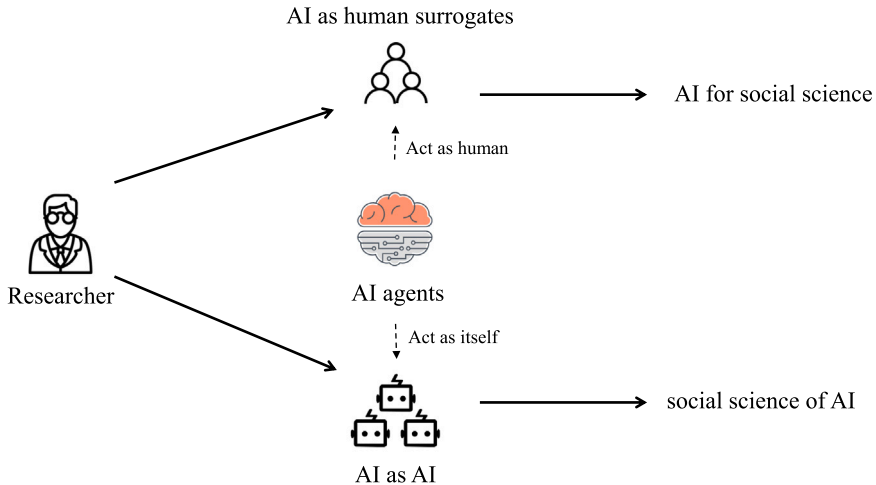 AI as human surrogates
AI for social science
Act as human
Researcher
AI agents
Act as itself
social science of AI
AI as AI